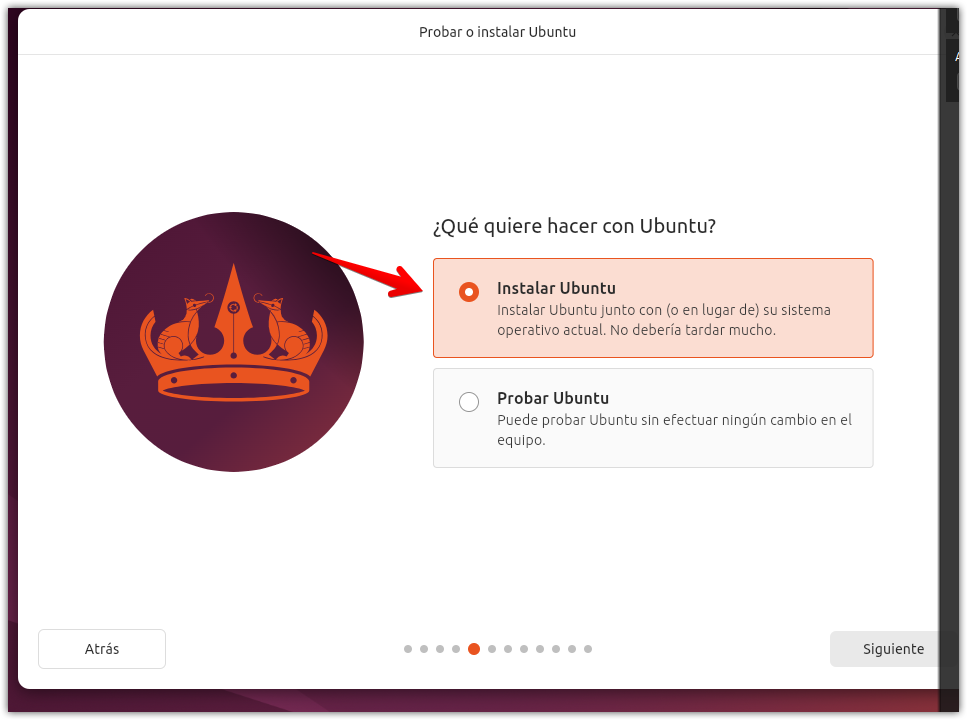 Probar o instalar Ubuntu
¿Qué quiere hacer con Ubuntu?
Instalar Ubuntu
Instalar Ubuntu junto con (o en lugar de) su sistema
operativo actual. No debería tardar mucho.
Probar Ubuntu
Puede probar Ubuntu sin efectuar ningún cambio en el
equipo.
Atrás
Siguiente